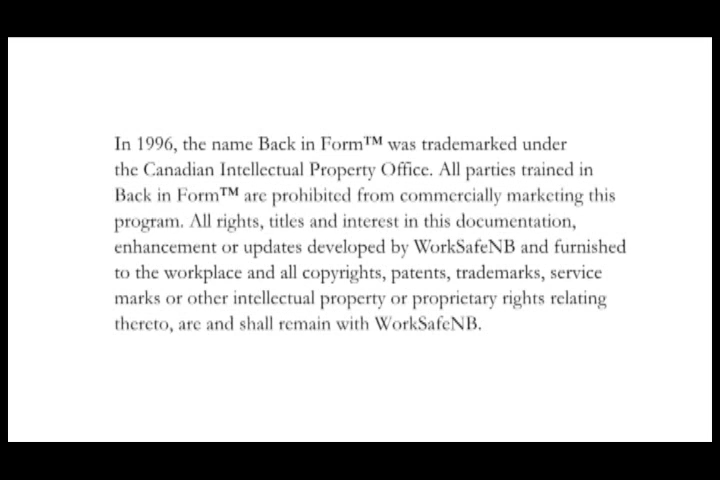 In 1996, the name Back in Form™ was trademarked under
the Canadian Intellectual Property Office. All parties trained in
Back in Form™ are prohibited from commercially marketing this
program. All rights, titles and interest in this documentation,
enhancement or updates developed by WorkSafeNB and furnished
to the workplace and all copyrights, patents, trademarks, service
marks or other intellectual property or proprietary rights relating
thereto, are and shall remain with WorkSafeNB.